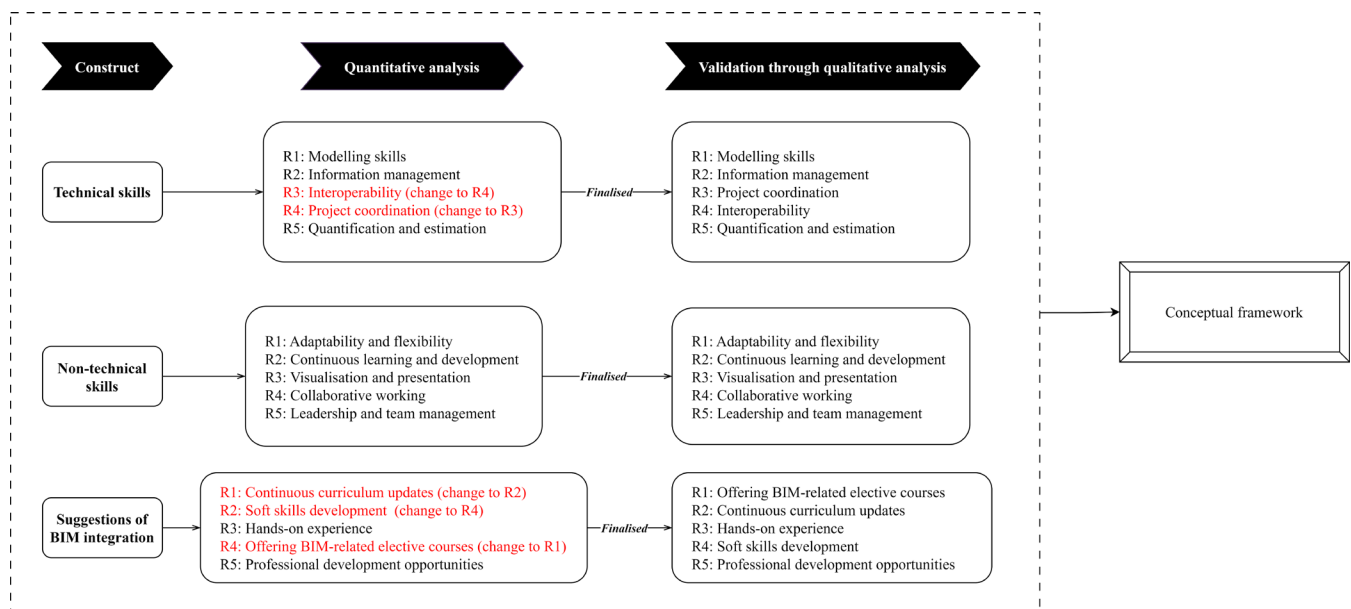 Construct
Quantitative analysis
Validation through qualitative analysis
Technical skills
R1: Modelling skills
R2: Information management
R3: Interoperability (change to R4)
R4: Project coordination (change to R3)
R5: Quantification and estimation
Finalised
R1: Modelling skills
R2: Information management
R3: Project coordination
R4: Interoperability
R5: Quantification and estimation
Non-technical
skills
R1: Adaptability and flexibility
R2: Continuous learning and development
R3: Visualisation and presentation
R4: Collaborative working
R5: Leadership and team management
Finalised
R1: Adaptability and flexibility
R2: Continuous learning and development
R3: Visualisation and presentation
R4: Collaborative working
R5: Leadership and team management
Suggestions of
BIM integration
R1: Continuous curriculum updates (change to R2)
R2: Soft skills development (change to R4)
R3: Hands-on experience
R4: Offering BIM-related elective courses (change to R1)
R5: Professional development opportunities
Finalised
R1: Offering BIM-related elective courses
R2: Continuous curriculum updates
R3: Hands-on experience
R4: Soft skills development
R5: Professional development opportunities
Conceptual framework